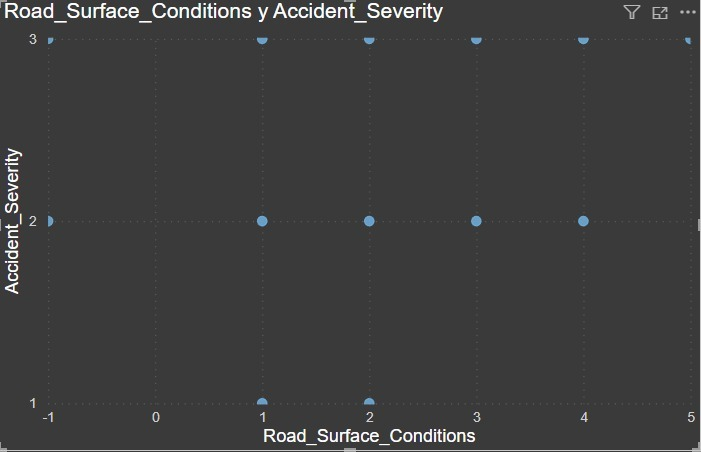 Road_Surface_Conditions y Accident_Severity
3
2
1
Accident_Severity
-1 0 1 2 3 4 5
Road_Surface_Conditions